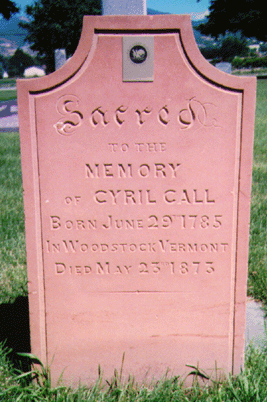 Sacred
TO THE
MEMORY
OF CYRIL CALL
BORN JUNE 29th 1785
IN WOODSTOCK VERMONT
DIED MAY 23 1873